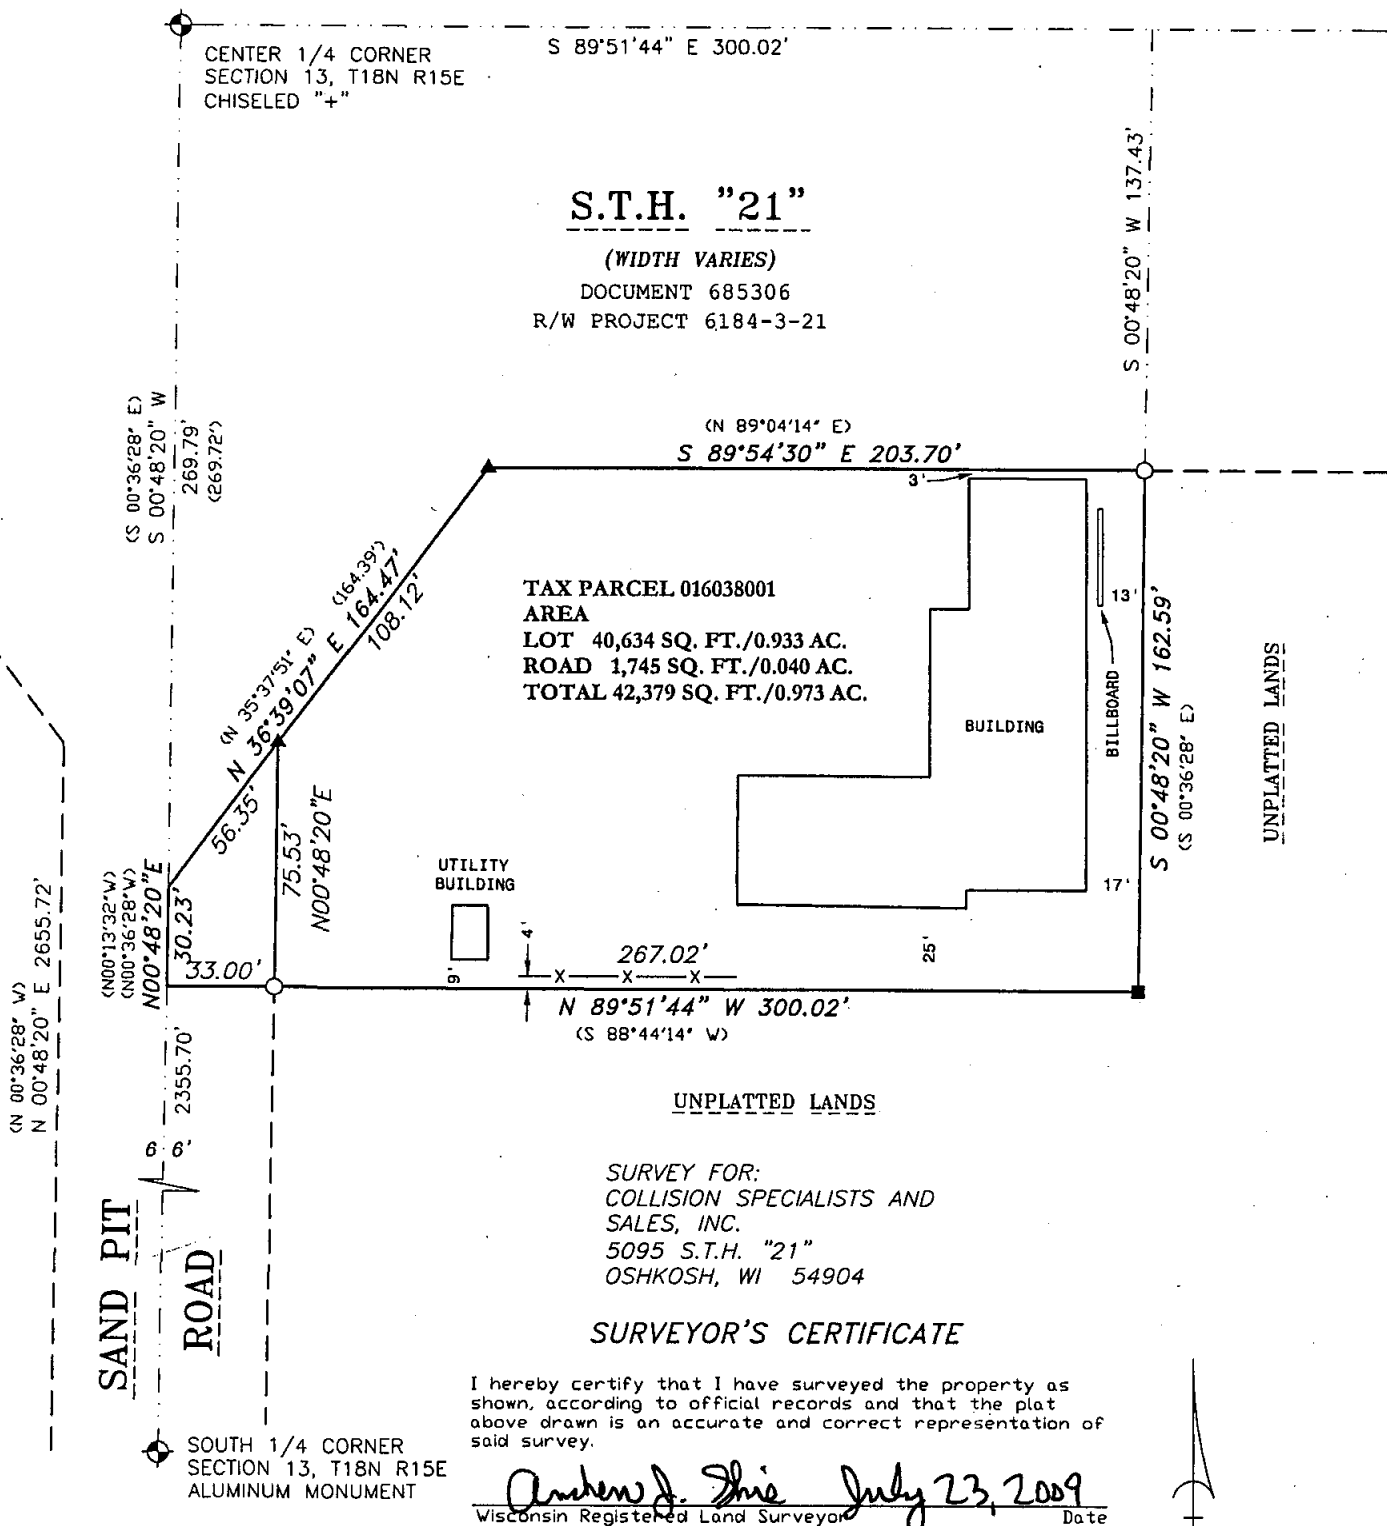 CENTER 1/4 CORNER
SECTION 13, T18N R15E
CHISELED "+"
S 89°51'44" E 300.02'
S 00°48'20" W 137.43'
S.T.H. "21"
(WIDTH VARIES)
DOCUMENT 685306
R/W PROJECT 6184-3-21
(S 00°36'28" E)
S 00°48'20" W
269.79'
(269.72')
(N 89°04'14" E)
S 89°54'30" E 203.70'
3'
(N 35°37'51" E) (164.39')
N 36°39'07" E 164.47'
108.12'
56.35'
TAX PARCEL 016038001
AREA
LOT 40,634 SQ. FT./0.933 AC.
ROAD 1,745 SQ. FT./0.040 AC.
TOTAL 42,379 SQ. FT./0.973 AC.
13'
BILLBOARD
BUILDING
S 00°48'20" W 162.59'
(S 00°36'28" E)
UNPLATTED LANDS
17'
75.53'
N00°48'20"E
UTILITY
BUILDING
(N00°13'32"W)
(N00°36'28"W)
N00°48'20"E
30.23'
33.00'
9'
4'
267.02'
X X X
25'
N 89°51'44" W 300.02'
(S 88°44'14" W)
(N 00°36'28" W)
N 00°48'20" E 2655.72'
2355.70'
66'
UNPLATTED LANDS
SAND PIT
ROAD
SURVEY FOR:
COLLISION SPECIALISTS AND
SALES, INC.
5095 S.T.H. "21"
OSHKOSH, WI 54904
SURVEYOR'S CERTIFICATE
I hereby certify that I have surveyed the property as
shown, according to official records and that the plat
above drawn is an accurate and correct representation of
said survey.
SOUTH 1/4 CORNER
SECTION 13, T18N R15E
ALUMINUM MONUMENT
July 23, 2009
Wisconsin Registered Land Surveyor Date